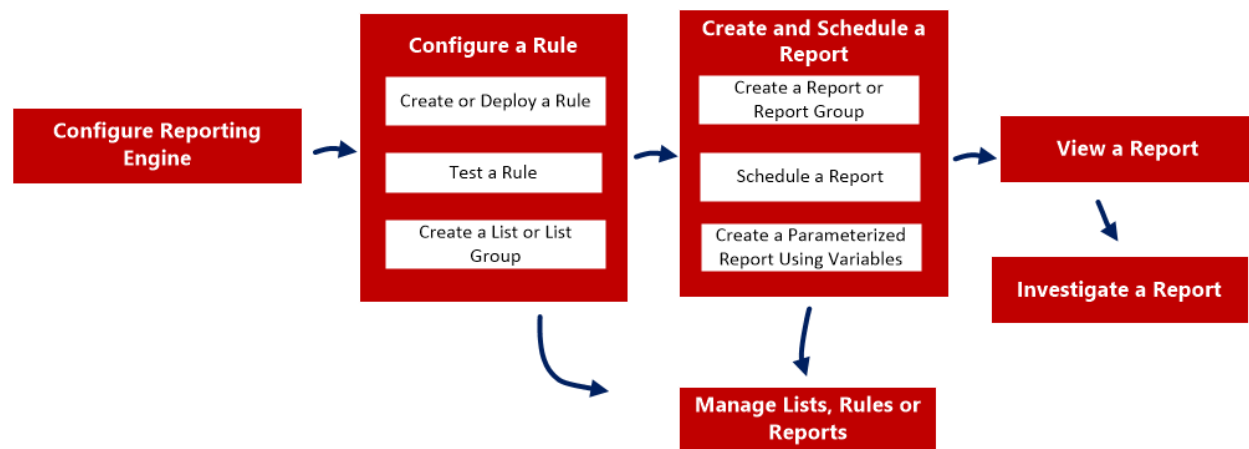 Configure Reporting
Engine
Configure a Rule
Create or Deploy a Rule
Test a Rule
Create a List or List
Group
Create and Schedule a
Report
Create a Report or
Report Group
Schedule a Report
Create a Parameterized
Report Using Variables
View a Report
Investigate a Report
Manage Lists, Rules or
Reports